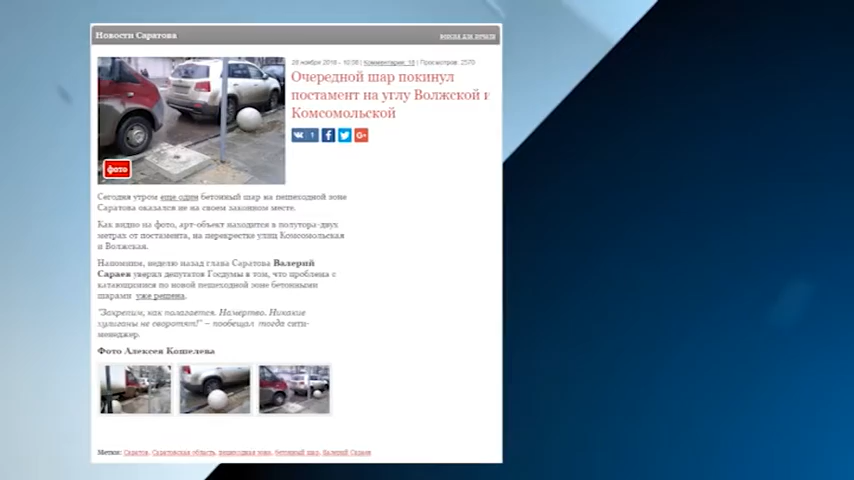 Новости Саратова
версия для печати
28 ноября 2016 - 10:08 | Комментарии: 18 | Просмотров: 2570
Очередной шар покинул
постамент на углу Волжской и
Комсомольской
1
фото
Сегодня утром еще один бетонный шар на пешеходной зоне
Саратова оказался не на своем законном месте.
Как видно на фото, арт-объект находится в полутора-двух
метрах от постамента, на перекрестке улиц Комсомольская
и Волжская.
Напомним, неделю назад глава Саратова Валерий
Сараев уверил депутатов Госдумы в том, что проблема с
катающимися по новой пешеходной зоне бетонными
шарами уже решена.
"Закрепим, как полагается. Намертво. Никакие
хулиганы не своротят!" – пообещал тогда сити-
менеджер.
Фото Алексея Кошелева
Метки: Саратов, Саратовская область, пешеходная зона, бетонный шар, Валерий Сараев